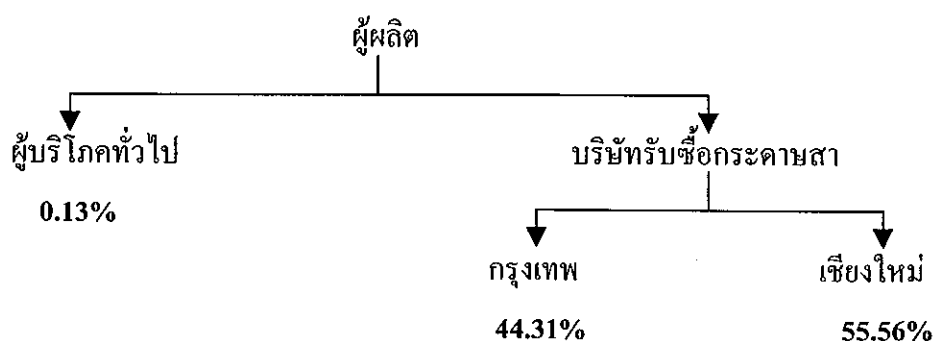 ผู้ผลิต
ผู้บริโภคทั่วไป
บริษัทรับซื้อกระดาษสา
0.13%
กรุงเทพ
เชียงใหม่
44.31%
55.56%